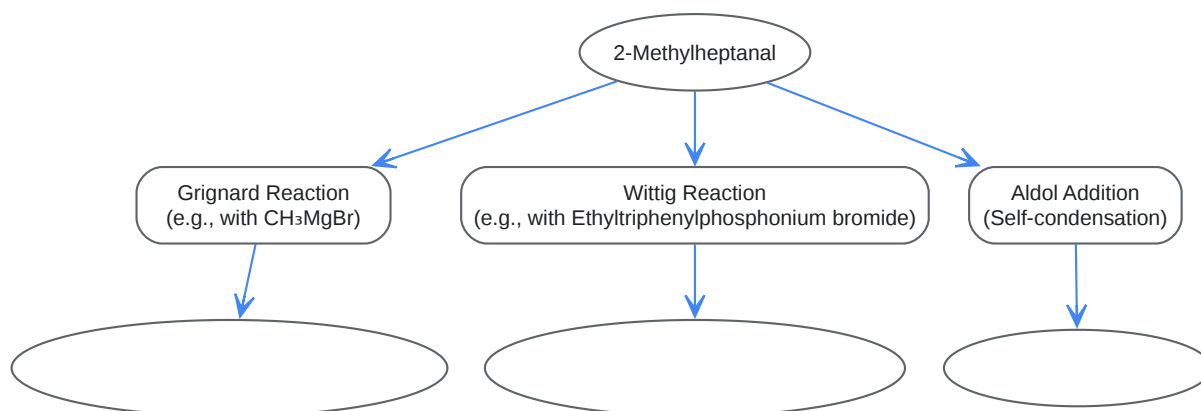 2-Methylheptanal
Grignard Reaction
(e.g., with CH₃MgBr)
Wittig Reaction
(e.g., with Ethyltriphenylphosphonium bromide)
Aldol Addition
(Self-condensation)